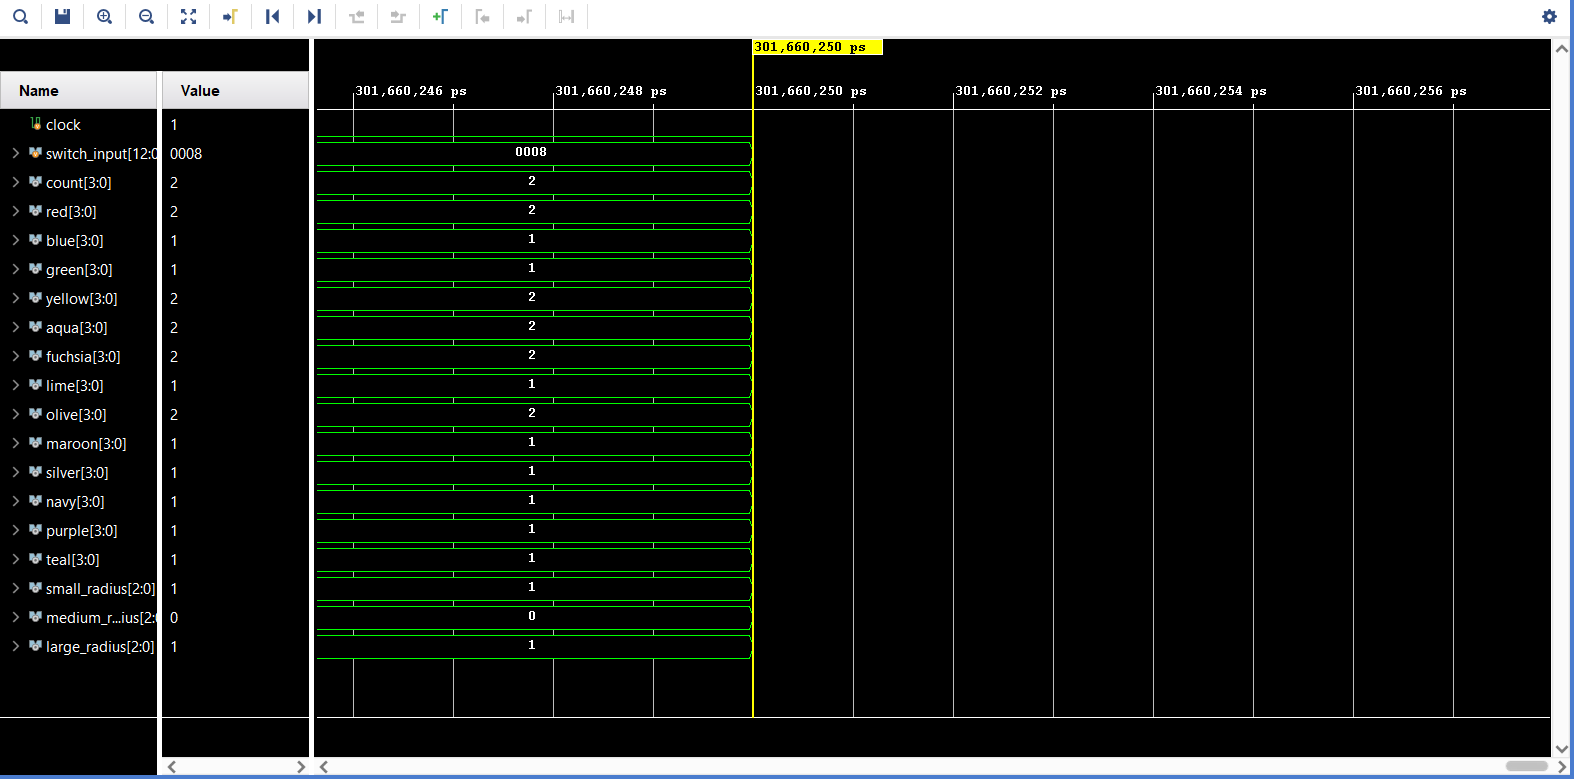 301,660,250 ps
Name Value 301,660,246 ps 301,660,248 ps 301,660,250 ps 301,660,252 ps 301,660,254 ps 301,660,256 ps
clock 1
switch_input[12:0 0008 0008
count[3:0] 2 2
red[3:0] 2 2
blue[3:0] 1 1
green[3:0] 1 1
yellow[3:0] 2 2
aqua[3:0] 2 2
fuchsia[3:0] 2 2
lime[3:0] 1 1
olive[3:0] 2 2
maroon[3:0] 1 1
silver[3:0] 1 1
navy[3:0] 1 1
purple[3:0] 1 1
teal[3:0] 1 1
small_radius[2:0] 1 1
medium_r...ius[2:0 0 0
large_radius[2:0] 1 1